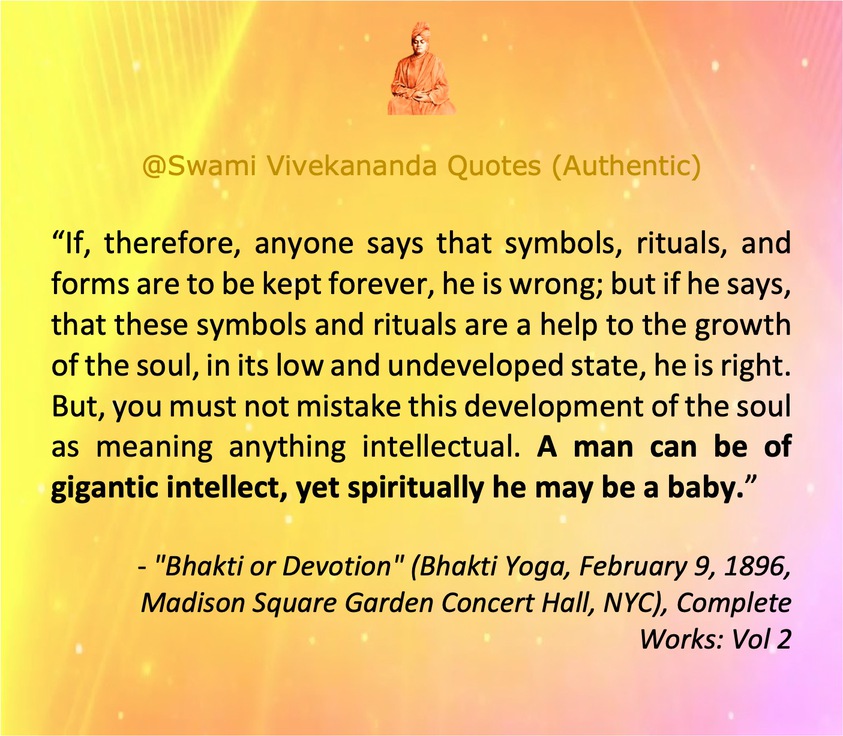 @Swami Vivekananda Quotes (Authentic)
“If, therefore, anyone says that symbols, rituals, and
forms are to be kept forever, he is wrong; but if he says,
that these symbols and rituals are a help to the growth
of the soul, in its low and undeveloped state, he is right.
But, you must not mistake this development of the soul
as meaning anything intellectual. A man can be of
gigantic intellect, yet spiritually he may be a baby.”
- "Bhakti or Devotion" (Bhakti Yoga, February 9, 1896,
Madison Square Garden Concert Hall, NYC), Complete
Works: Vol 2